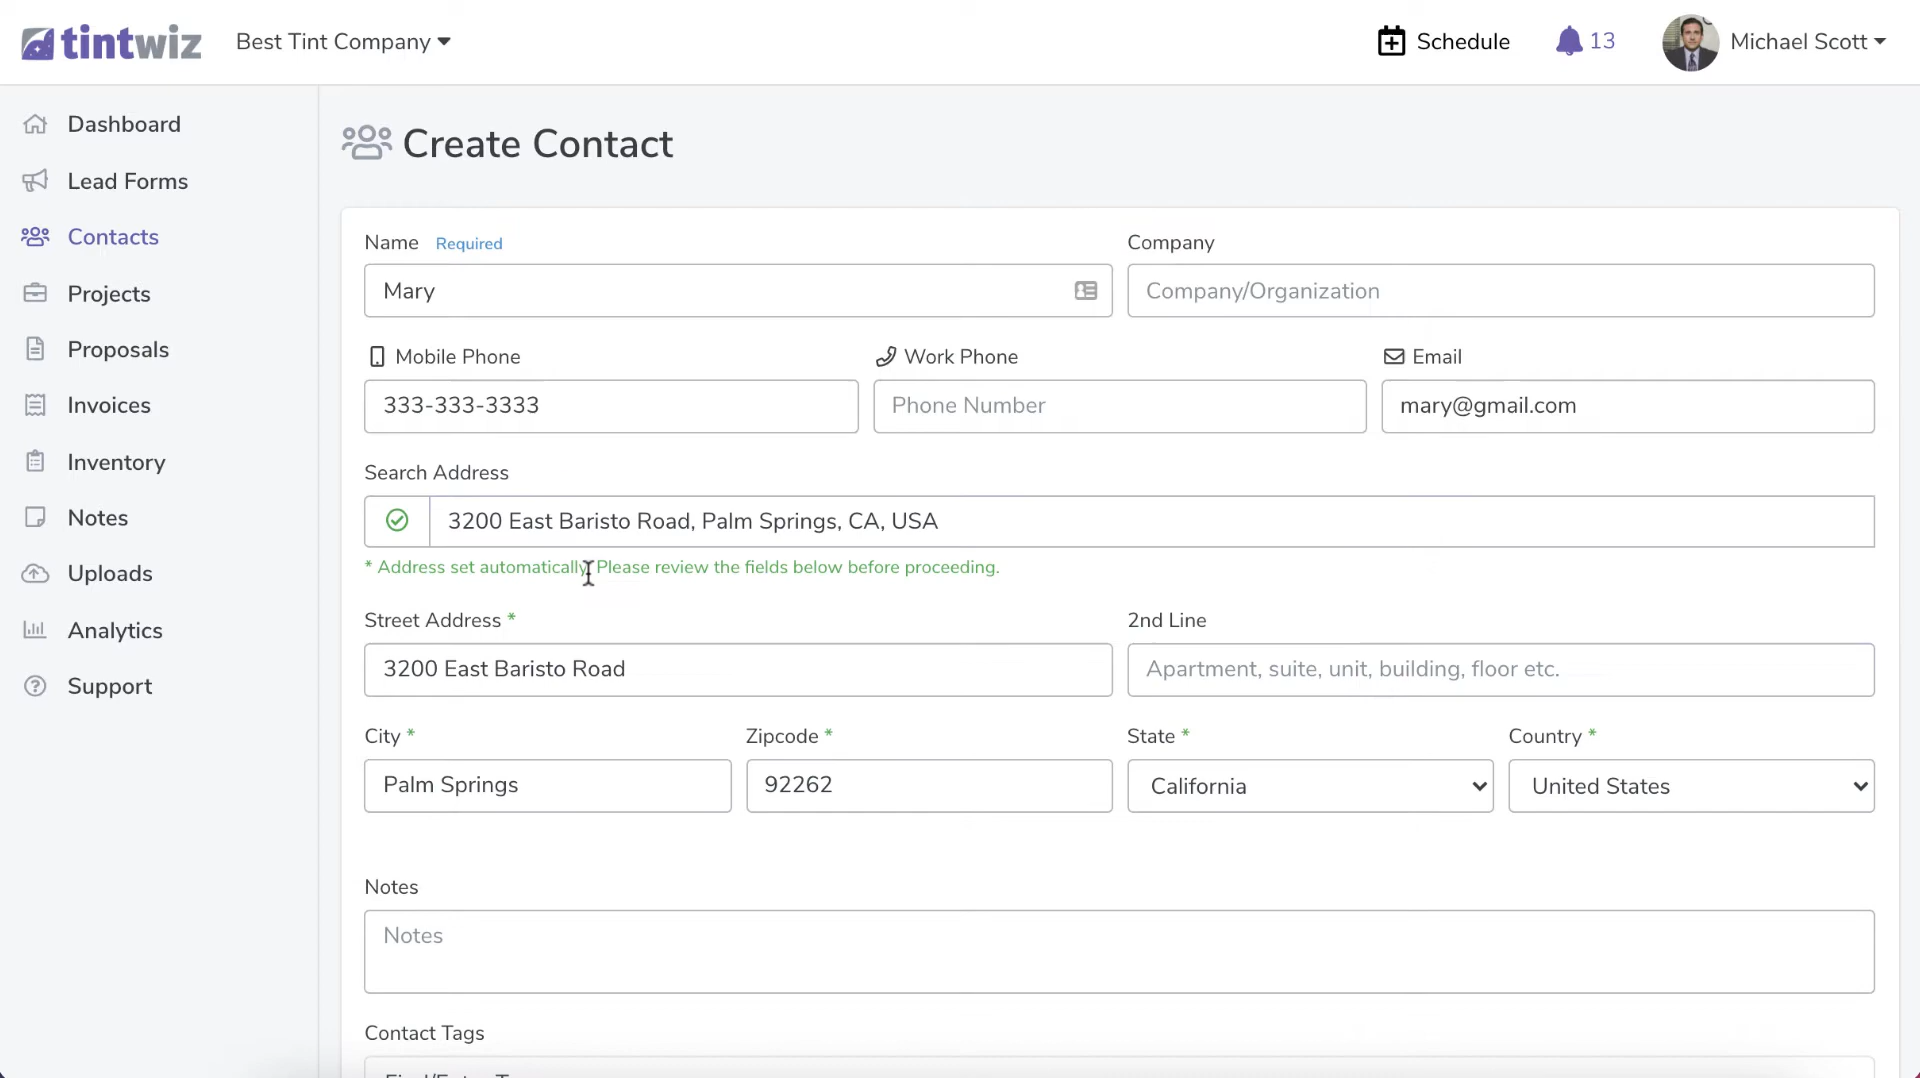 tintwiz Best Tint Company Schedule 13 Michael Scott
Dashboard
Lead Forms
Contacts
Projects
Proposals
Invoices
Inventory
Notes
Uploads
Analytics
Support
Create Contact
Name Required Company
Mary Company/Organization
Mobile Phone Work Phone Email
333-333-3333 Phone Number mary@gmail.com
Search Address
3200 East Baristo Road, Palm Springs, CA, USA
* Address set automatically. Please review the fields below before proceeding.
Street Address * 2nd Line
3200 East Baristo Road Apartment, suite, unit, building, floor etc.
City * Zipcode * State * Country *
Palm Springs 92262 California United States
Notes
Notes
Contact Tags